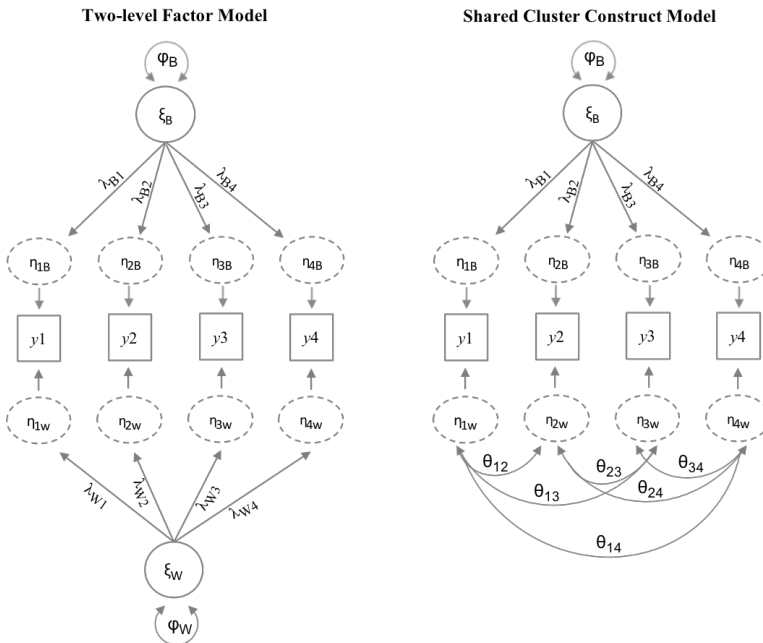 Two-level Factor Model
Shared Cluster Construct Model
φB
ξB
λB1
λB2
λB3
λB4
η1B
η2B
η3B
η4B
y1
y2
y3
y4
η1w
η2w
η3w
η4w
λW1
λW2
λW3
λW4
ξW
φW
φB
ξB
λB1
λB2
λB3
λB4
η1B
η2B
η3B
η4B
y1
y2
y3
y4
η1w
η2w
η3w
η4w
θ12
θ23
θ34
θ13
θ24
θ14